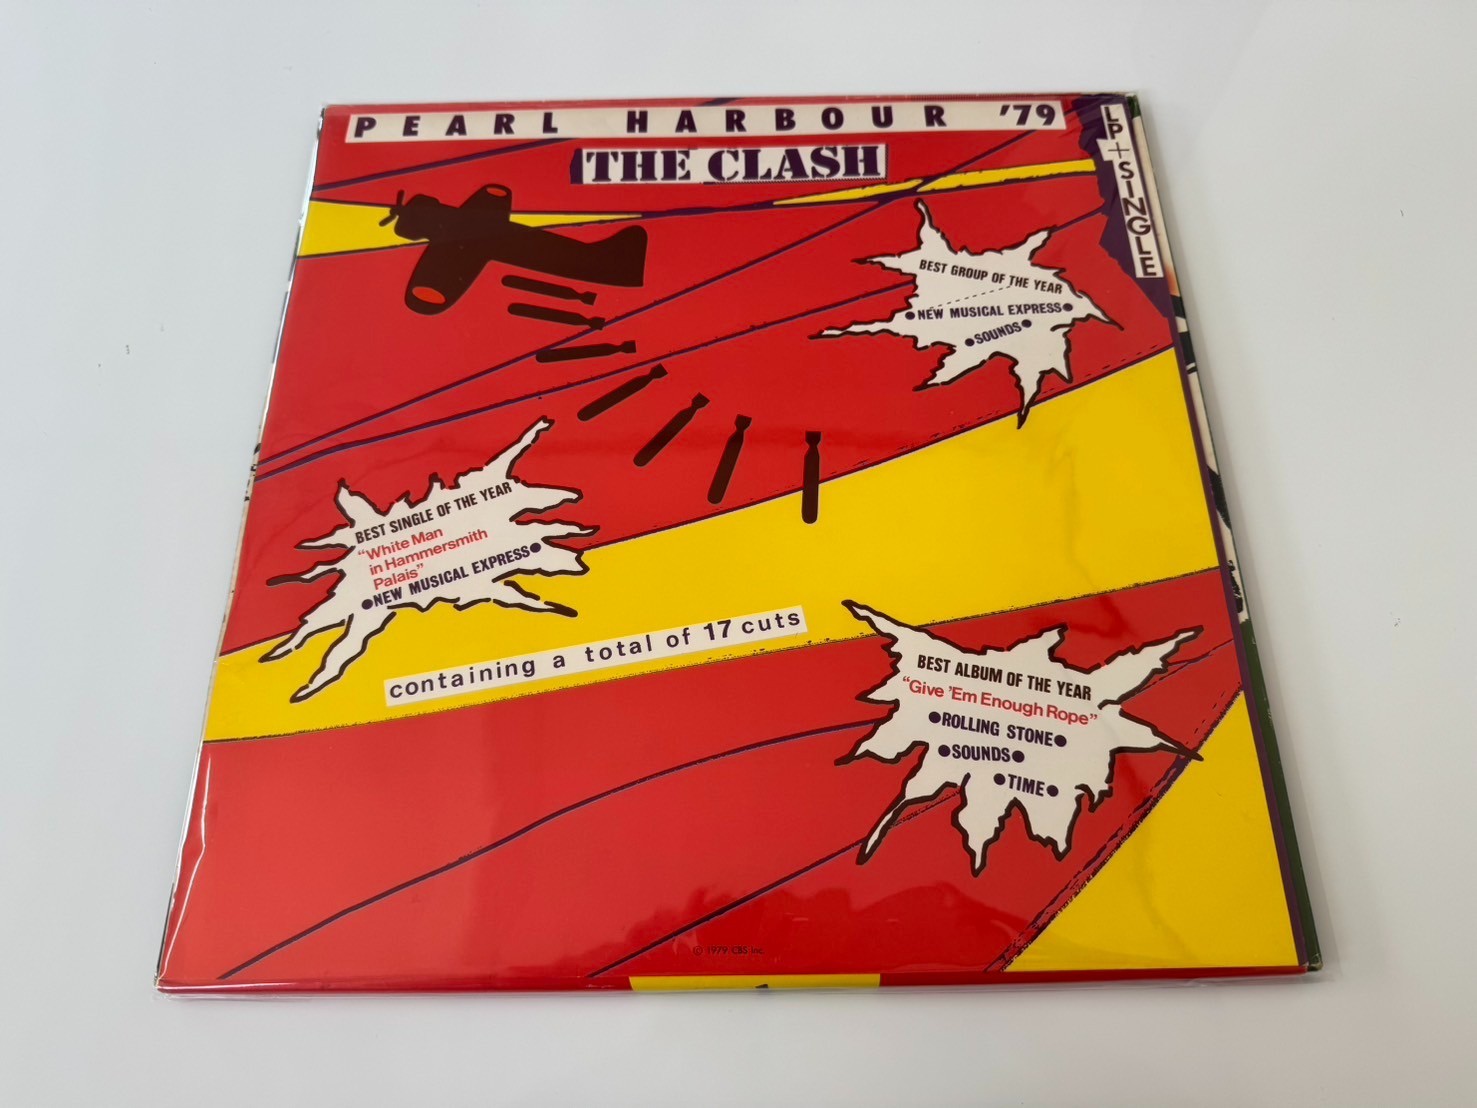 PEARL HARBOUR '79
THE CLASH
LP+SINGLE
BEST GROUP OF THE YEAR
●NEW MUSICAL EXPRESS●
●SOUNDS●
BEST SINGLE OF THE YEAR
"White Man
in Hammersmith
Palais"
●NEW MUSICAL EXPRESS●
containing a total of 17 cuts
BEST ALBUM OF THE YEAR
"Give 'Em Enough Rope"
●ROLLING STONE●
●SOUNDS●
●TIME●
© 1979 CBS Inc